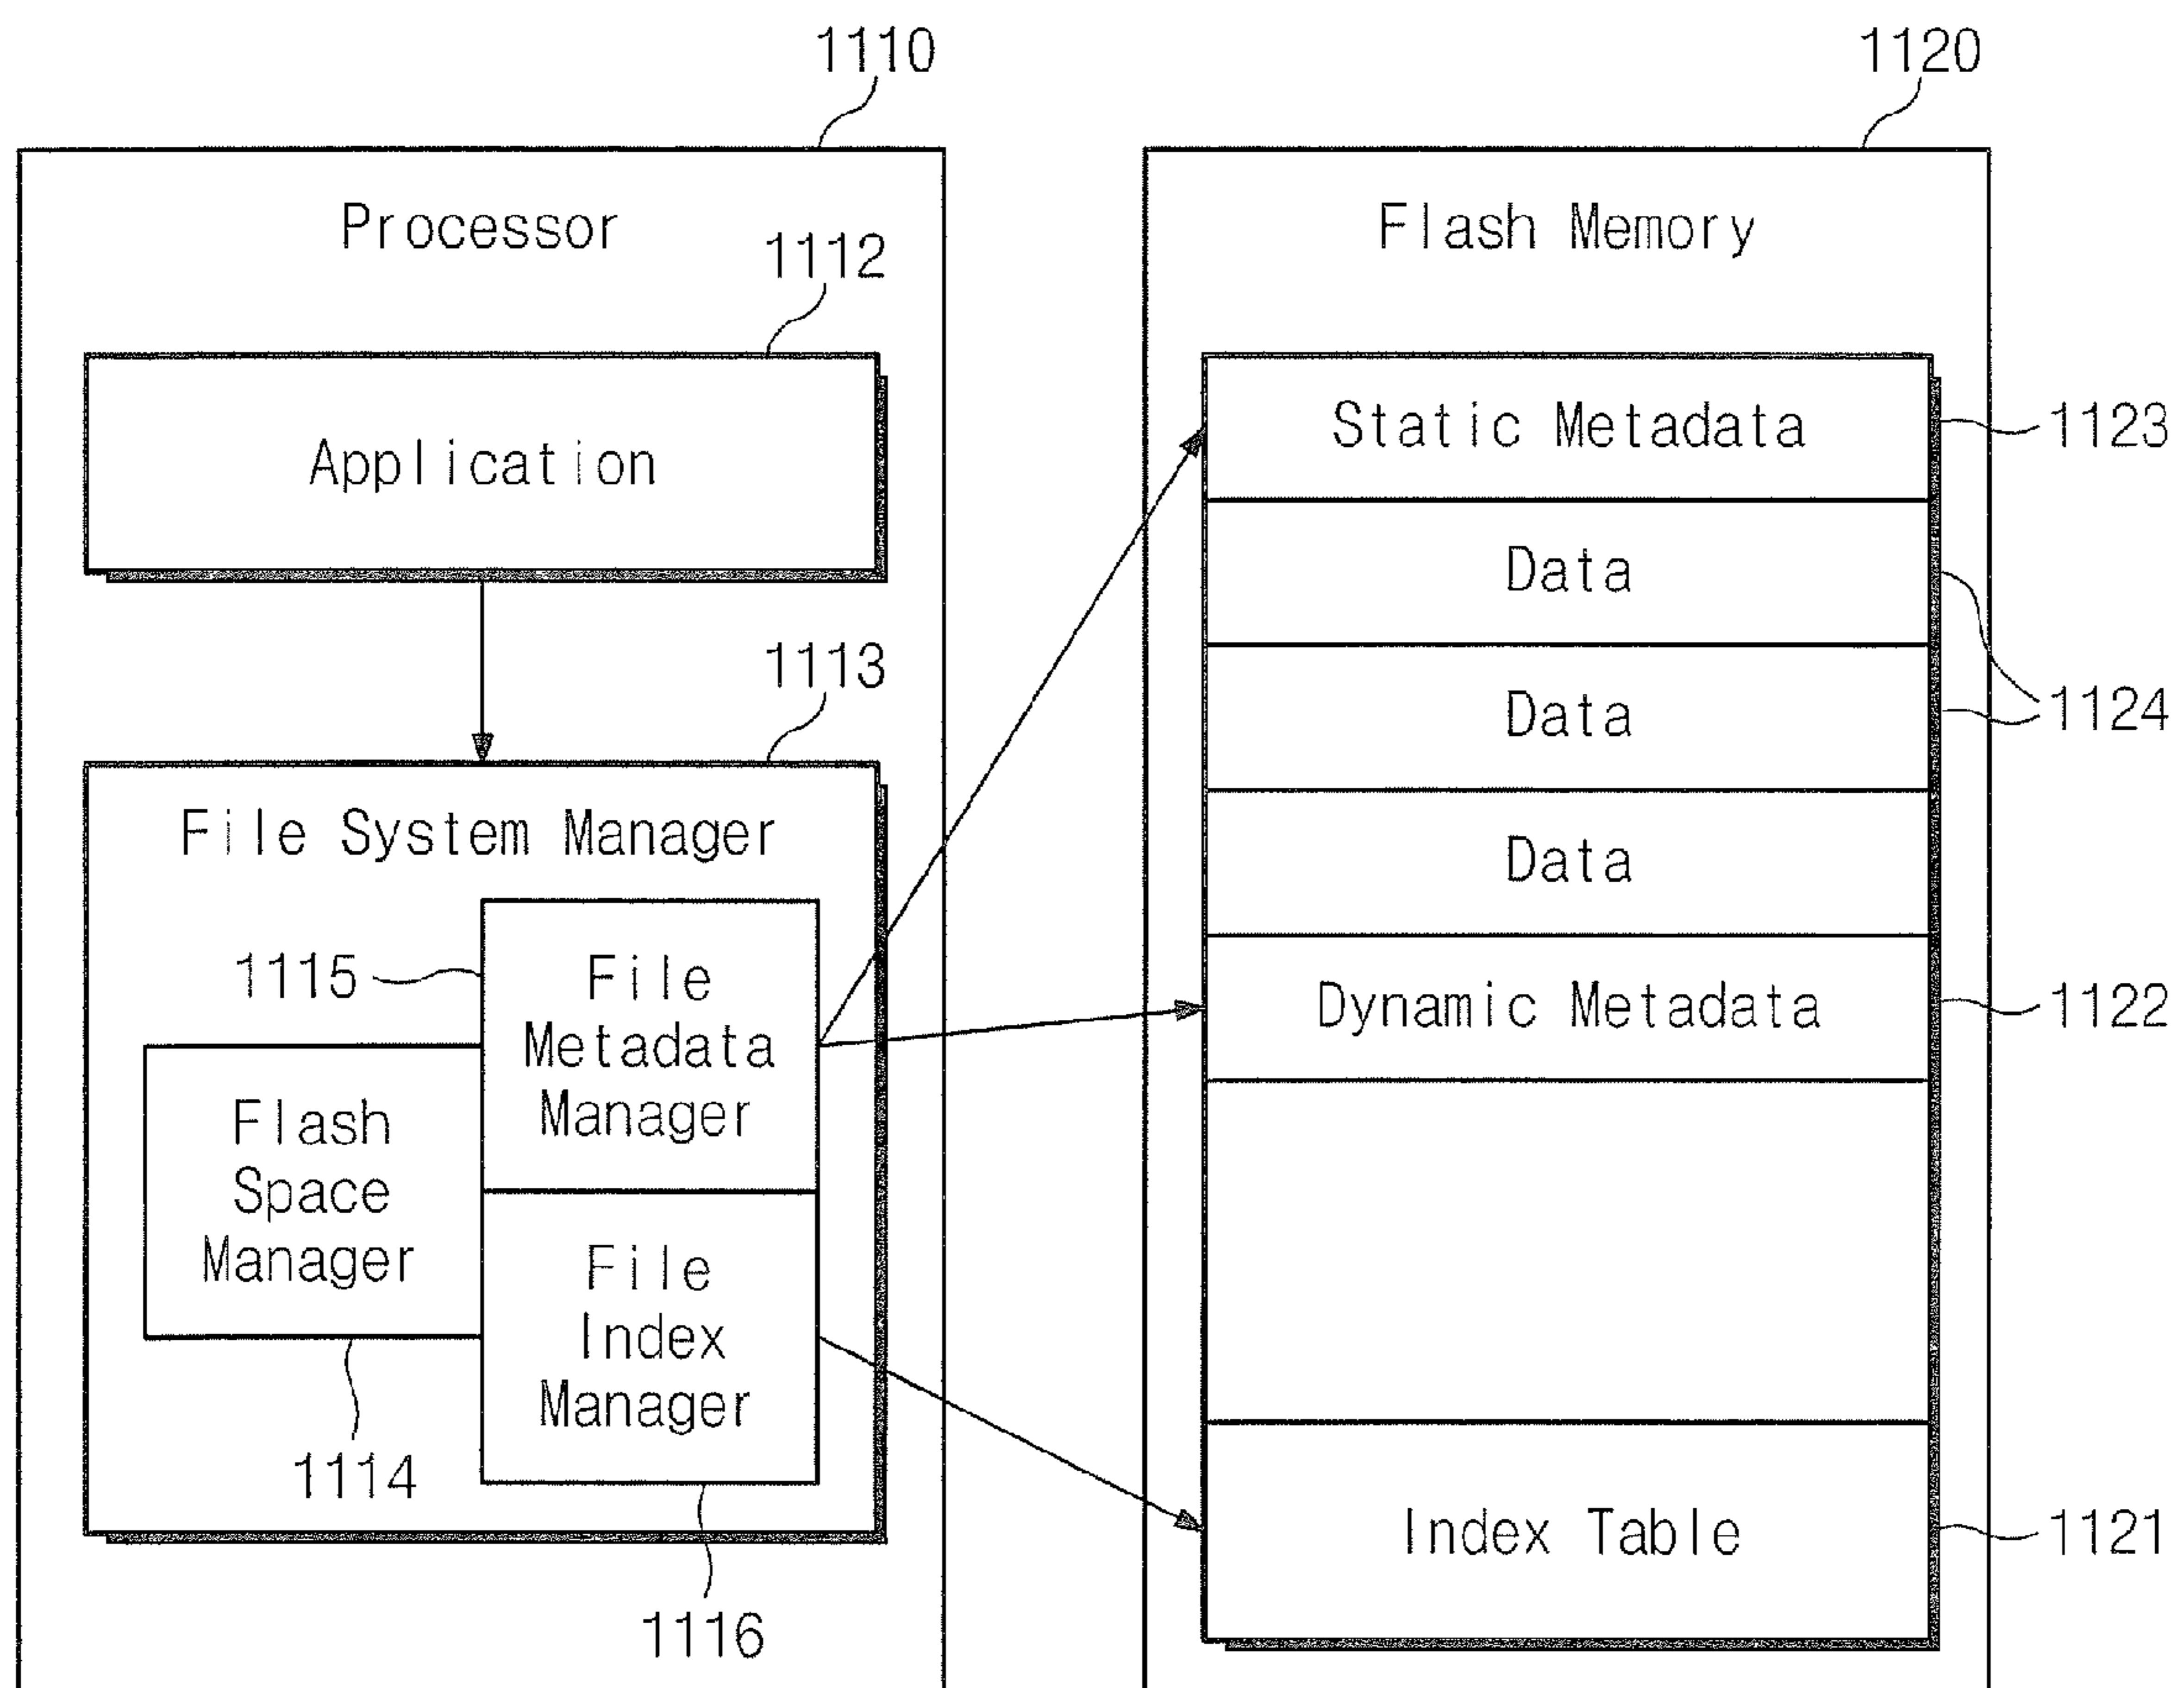 1110
1120
Processor
Flash Memory
1112
Application
Static Metadata
1123
Data
Data
1124
1113
File System Manager
Data
1115
File
Metadata
Manager
Dynamic Metadata
1122
Flash
Space
Manager
File
Index
Manager
1114
1116
Index Table
1121